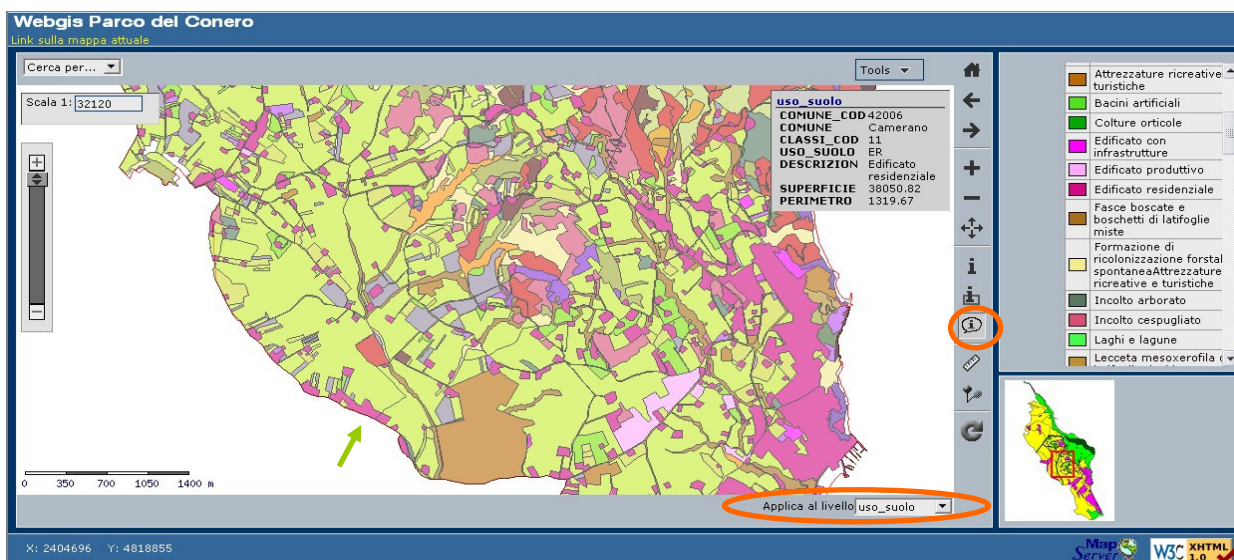 Webgis Parco del Conero
Link sulla mappa attuale
Cerca per...
Tools
Scala 1: 32120
uso_suolo
COMUNE_COD 42006
COMUNE Camerano
CLASSI_COD 11
USO_SUOLO ER
DESCRIZION Edificato
residenziale
SUPERFICIE 38050.82
PERIMETRO 1319.67
0 350 700 1050 1400 m
Applica al livello uso_suolo
X: 2404696 Y: 4818855
Attrezzature ricreative
turistiche
Bacini artificiali
Colture orticole
Edificato con
infrastrutture
Edificato produttivo
Edificato residenziale
Fasce boscate e
boschetti di latifoglie
miste
Formazione di
ricolonizzazione forstal
spontaneaAttrezzature
ricreative e turistiche
Incolto arborato
Incolto cespugliato
Laghi e lagune
Lecceta mesoxerofila
Map
Server
W3C XHTML
1.0